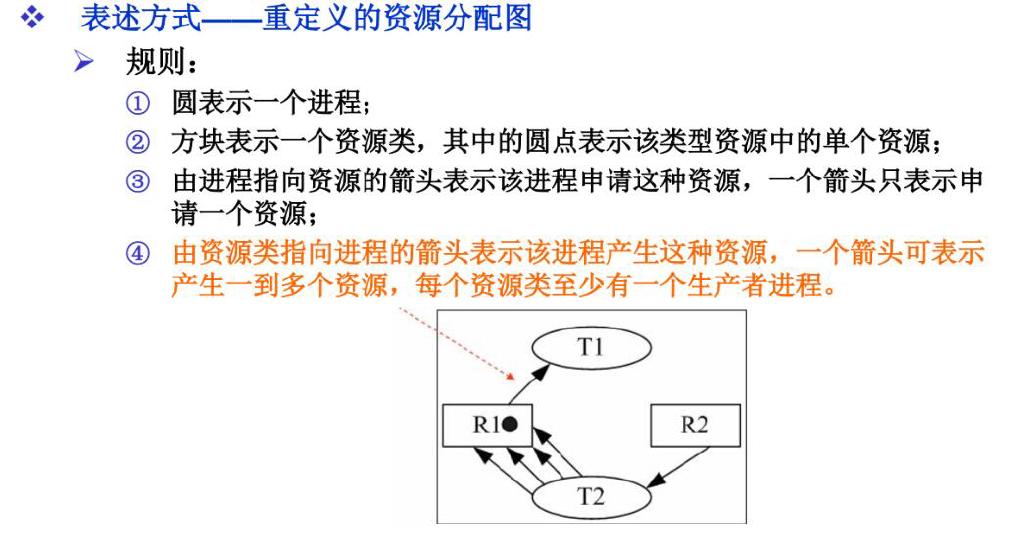 ❖ 表述方式——重定义的资源分配图
➢ 规则：
① 圆表示一个进程；
② 方块表示一个资源类，其中的圆点表示该类型资源中的单个资源；
③ 由进程指向资源的箭头表示该进程申请这种资源，一个箭头只表示申
请一个资源；
④ 由资源类指向进程的箭头表示该进程产生这种资源，一个箭头可表示
产生一到多个资源，每个资源类至少有一个生产者进程。
T1
R1
R2
T2